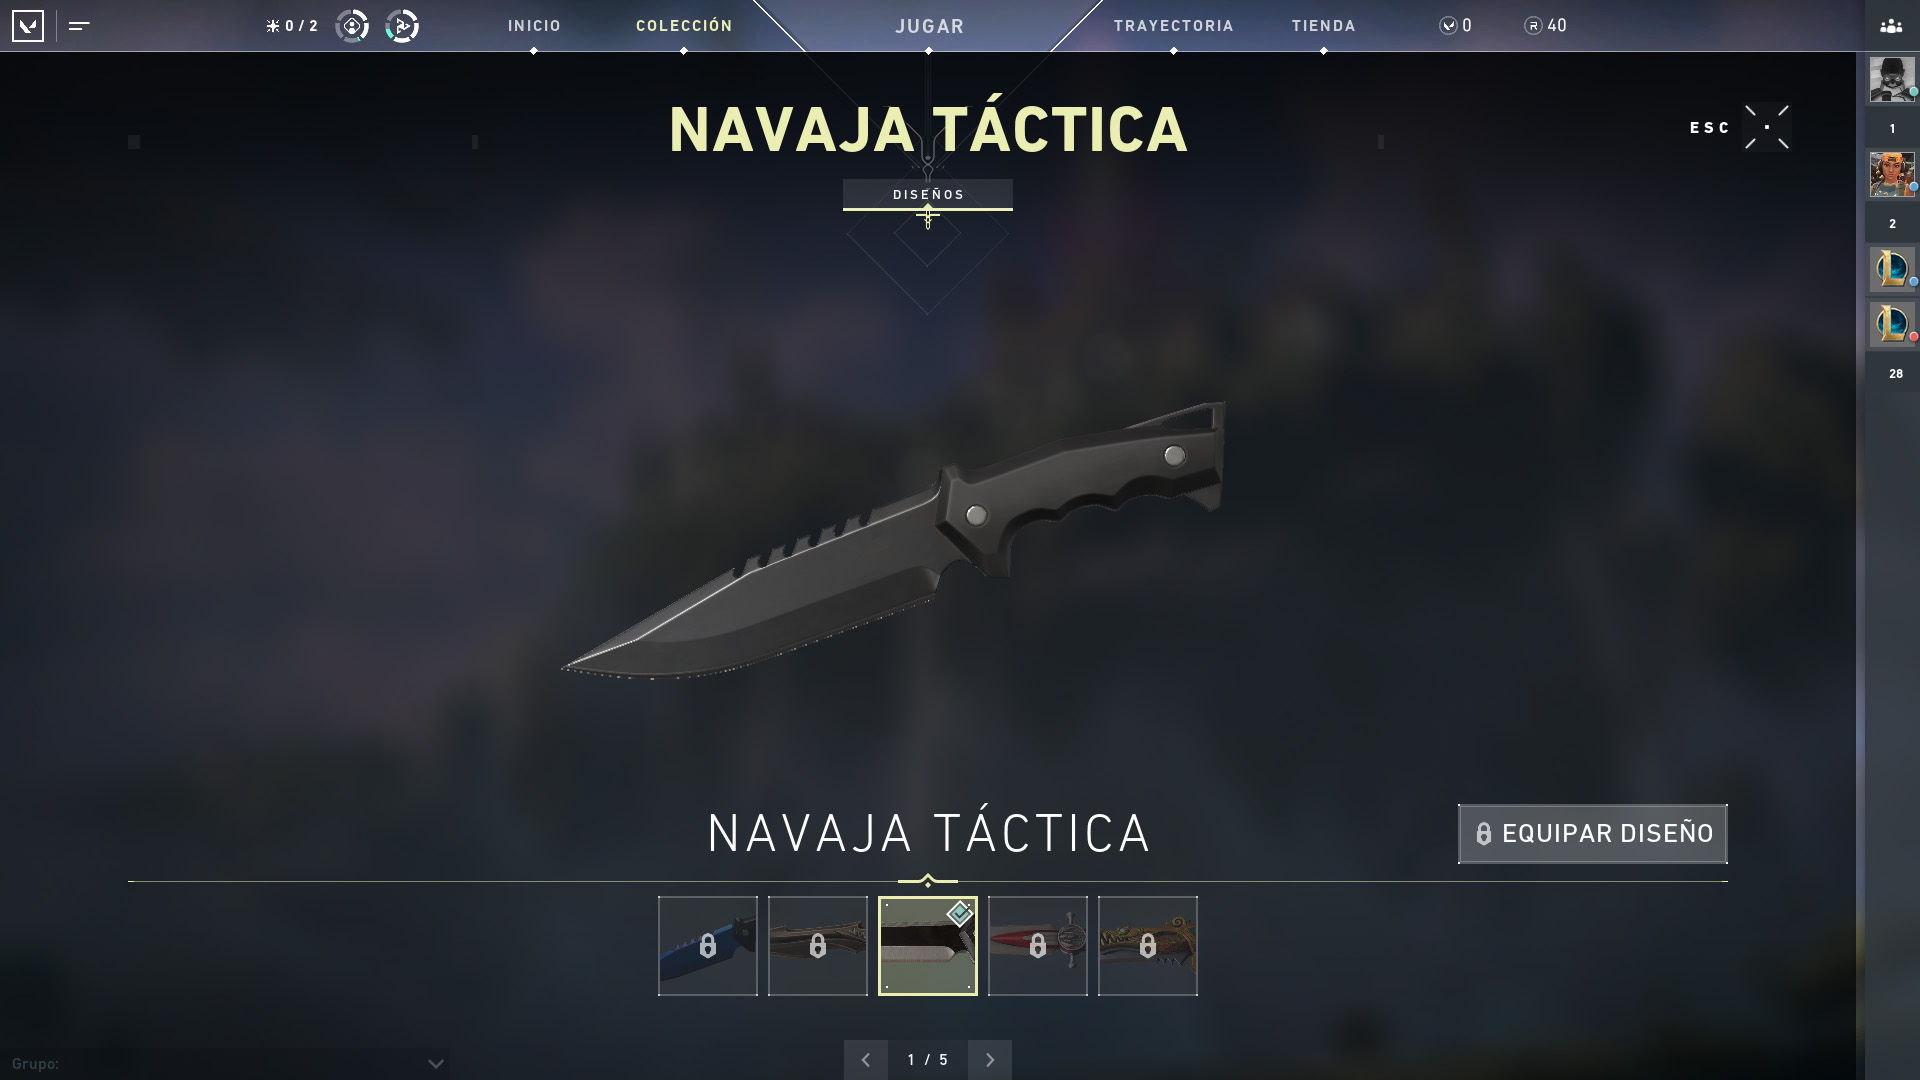 0 / 2
INICIO
COLECCIÓN
JUGAR
TRAYECTORIA
TIENDA
0
40
NAVAJA TÁCTICA
DISEÑOS
ESC
1
2
28
NAVAJA TÁCTICA
EQUIPAR DISEÑO
Grupo:
1 / 5